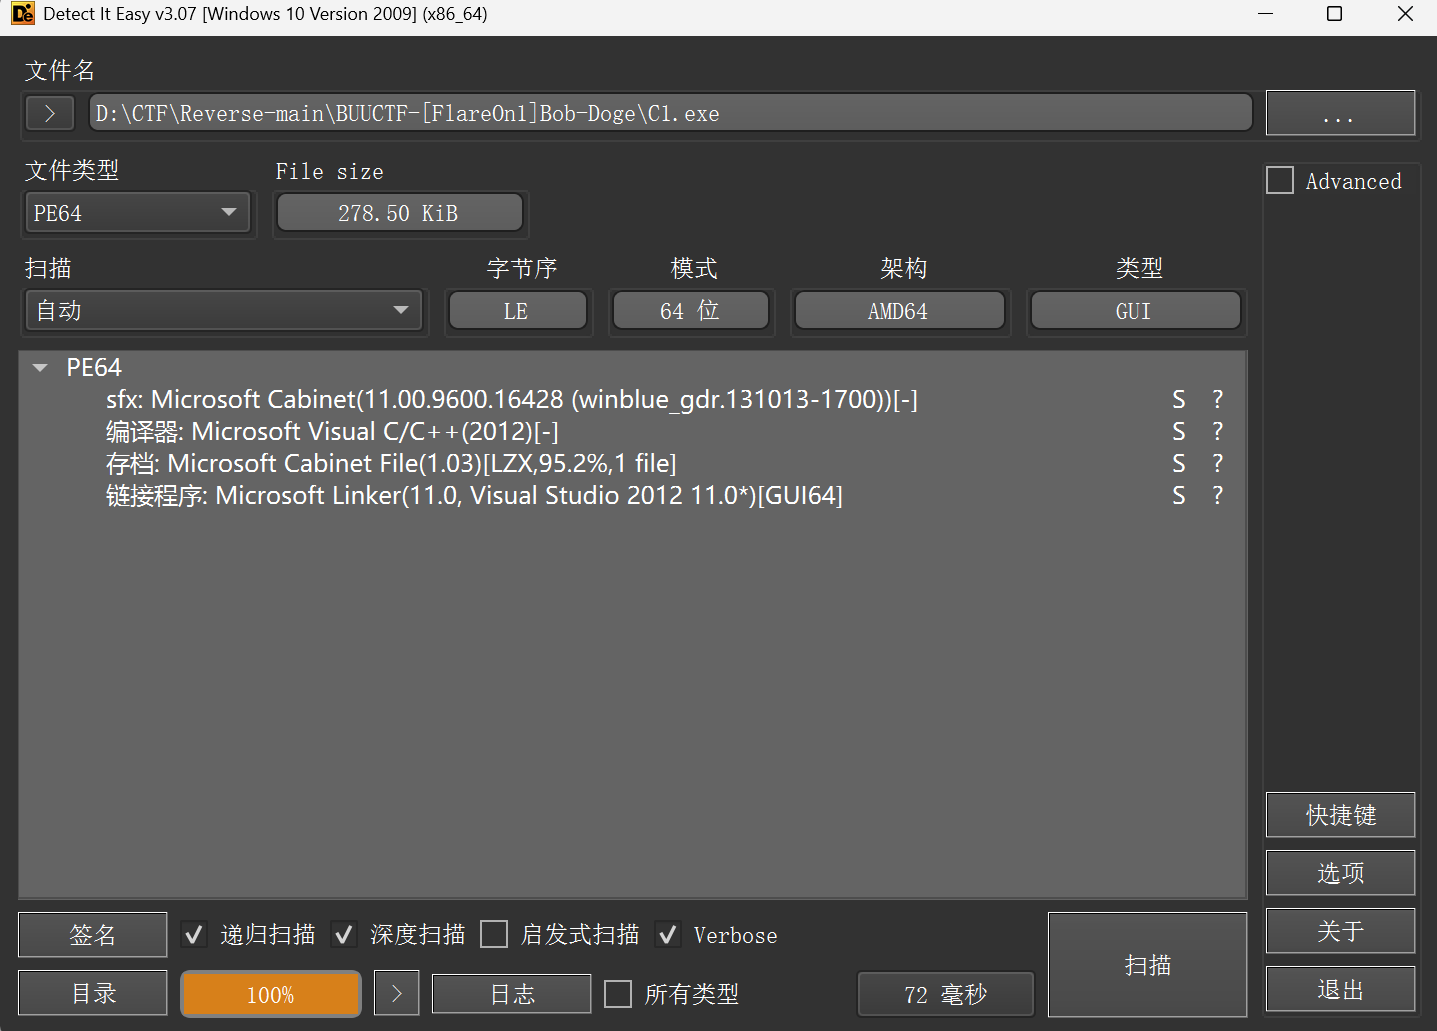 Detect It Easy v3.07 [Windows 10 Version 2009] (x86_64)
文件名
D:\CTF\Reverse-main\BUUCTF-[FlareOn1]Bob-Doge\C1.exe
...
文件类型
File size
Advanced
PE64
278.50 KiB
扫描
字节序
模式
架构
类型
自动
LE
64 位
AMD64
GUI
PE64
sfx: Microsoft Cabinet(11.00.9600.16428 (winblue_gdr.131013-1700))[-] S ?
编译器: Microsoft Visual C/C++(2012)[-] S ?
存档: Microsoft Cabinet File(1.03)[LZX,95.2%,1 file] S ?
链接程序: Microsoft Linker(11.0, Visual Studio 2012 11.0*)[GUI64] S ?
快捷键
选项
关于
退出
签名
递归扫描
深度扫描
启发式扫描
Verbose
扫描
目录
100%
>
日志
所有类型
72 毫秒